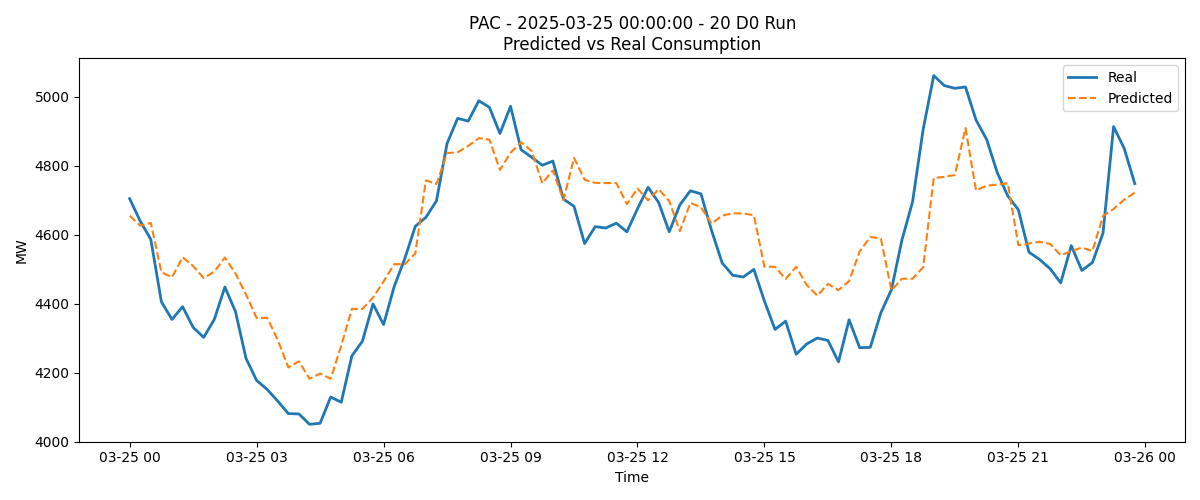 PAC - 2025-03-25 00:00:00 - 20 D0 Run
Predicted vs Real Consumption
Real
Predicted
MW
5000
4800
4600
4400
4200
4000
03-25 00
03-25 03
03-25 06
03-25 09
03-25 12
03-25 15
03-25 18
03-25 21
03-26 00
Time